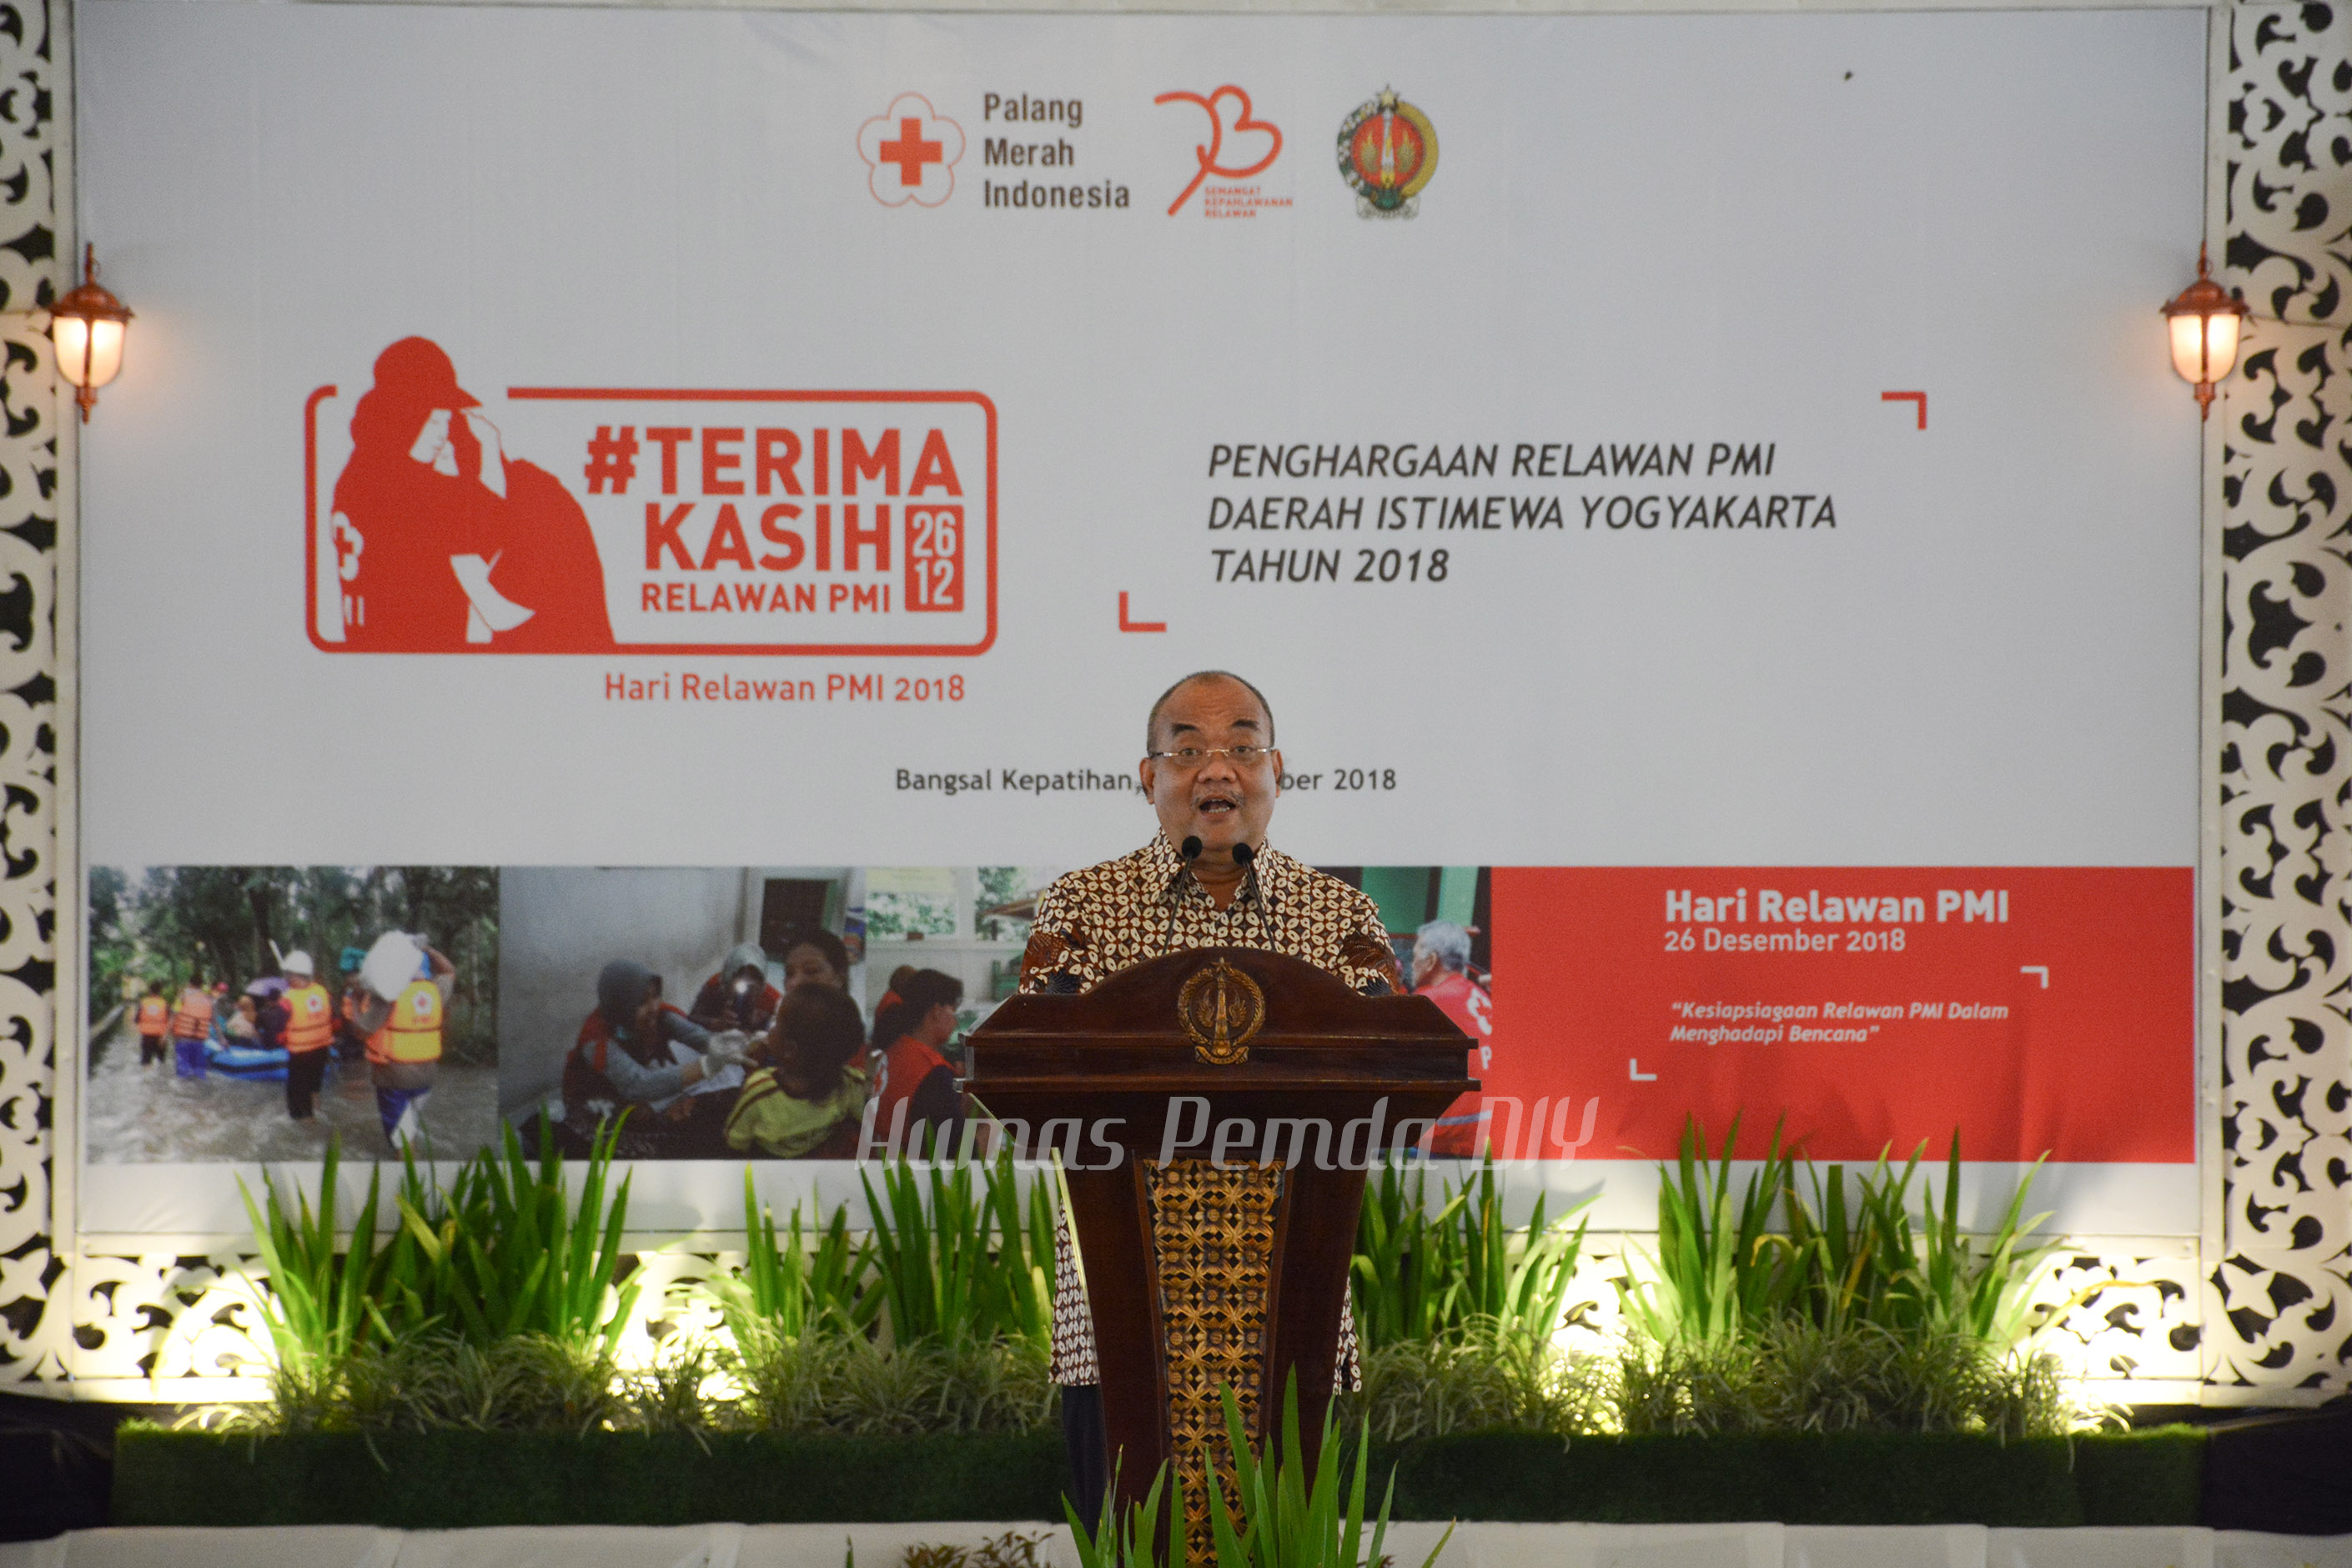 Palang
Merah
Indonesia
SEMANGAT
KEPAHLAWANAN
RELAWAN
#TERIMA
KASIH
26
12
RELAWAN PMI
Hari Relawan PMI 2018
PENGHARGAAN RELAWAN PMI
DAERAH ISTIMEWA YOGYAKARTA
TAHUN 2018
Bangsal Kepatihan, ber 2018
Hari Relawan PMI
26 Desember 2018
“Kesiapsiagaan Relawan PMI Dalam
Menghadapi Bencana”
Humas Pemda DIY